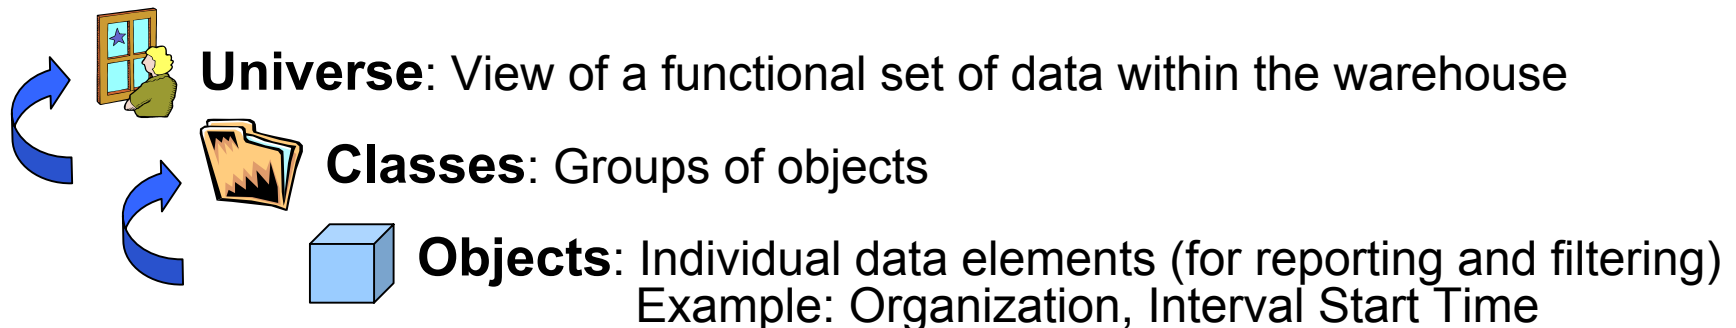 Universe: View of a functional set of data within the warehouse
Classes: Groups of objects
Objects: Individual data elements (for reporting and filtering)
Example: Organization, Interval Start Time